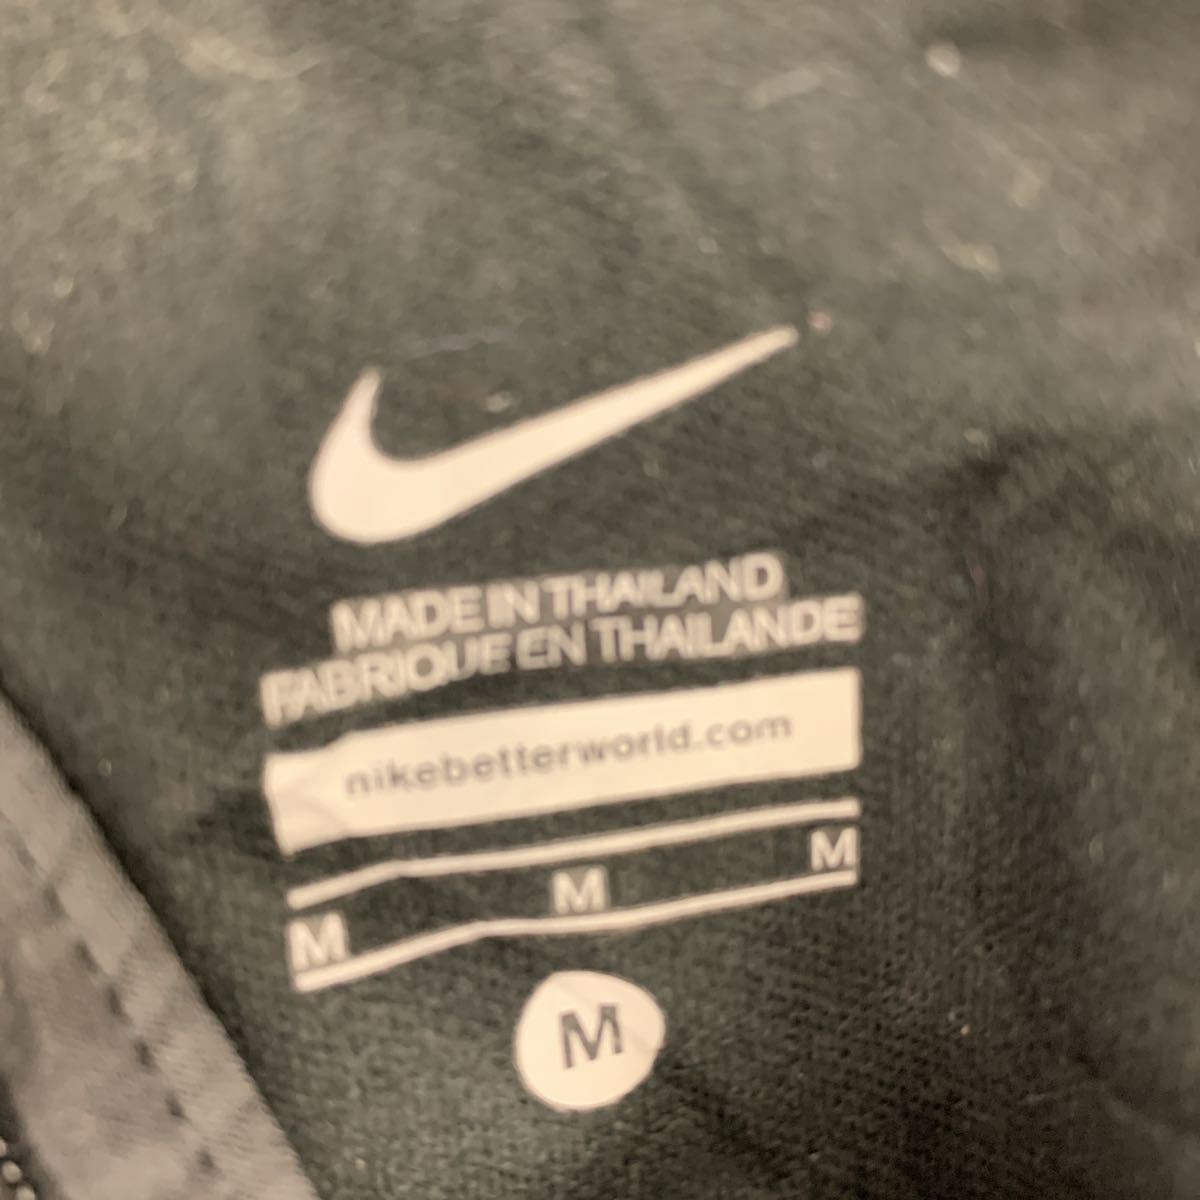 MADE IN THAILAND
FABRIQUE EN THAILANDE
nikebetterworld.com
M M M
M